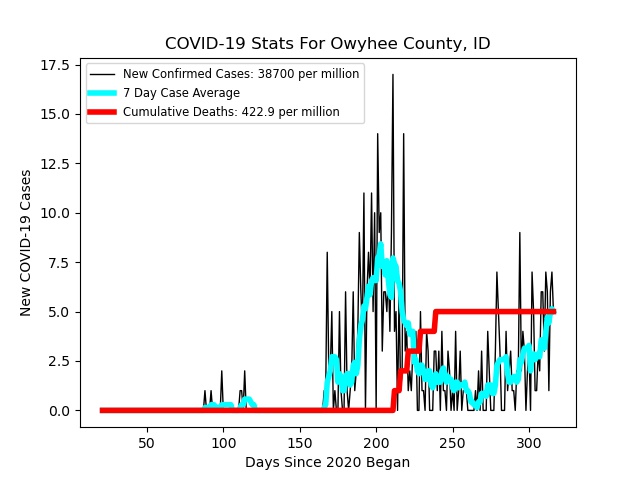 COVID-19 Stats For Owyhee County, ID
New Confirmed Cases: 38700 per million
7 Day Case Average
Cumulative Deaths: 422.9 per million
New COVID-19 Cases
17.5
15.0
12.5
10.0
7.5
5.0
2.5
0.0
50 100 150 200 250 300
Days Since 2020 Began